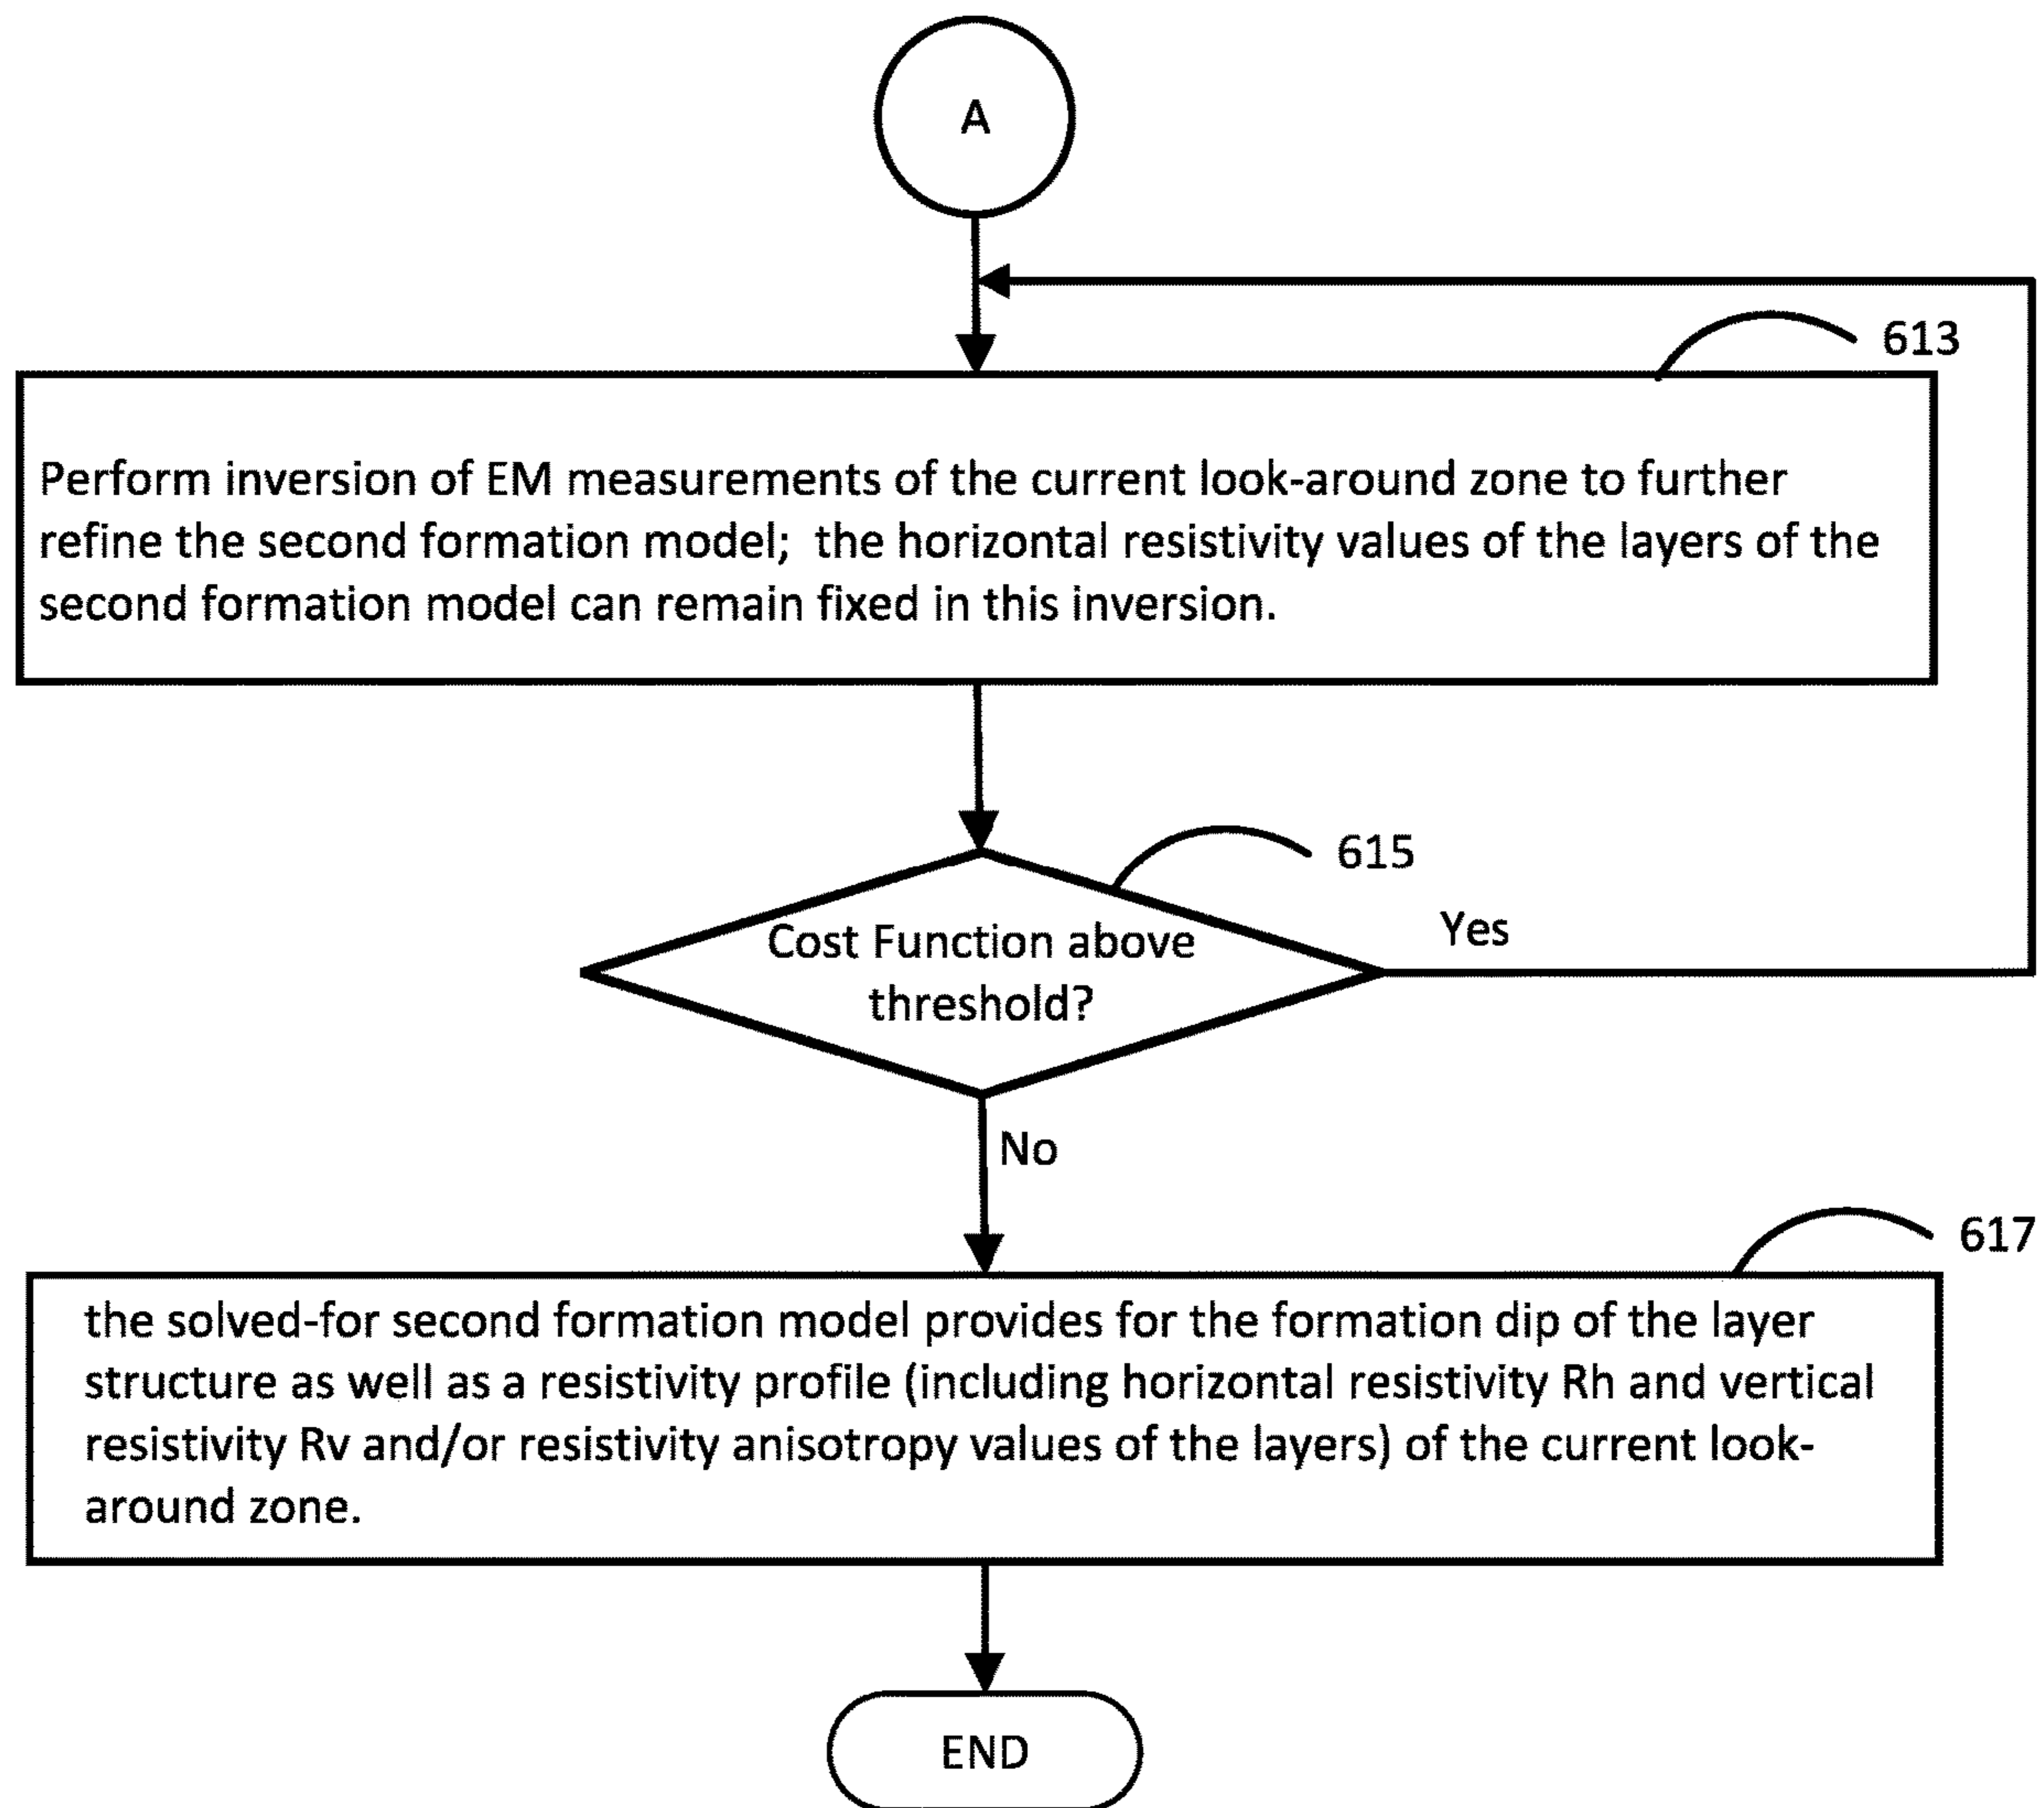 A
613
Perform inversion of EM measurements of the current look-around zone to further
refine the second formation model; the horizontal resistivity values of the layers of the
second formation model can remain fixed in this inversion.
615
Cost Function above
threshold?
Yes
No
617
the solved-for second formation model provides for the formation dip of the layer
structure as well as a resistivity profile (including horizontal resistivity Rh and vertical
resistivity Rv and/or resistivity anisotropy values of the layers) of the current look-
around zone.
END